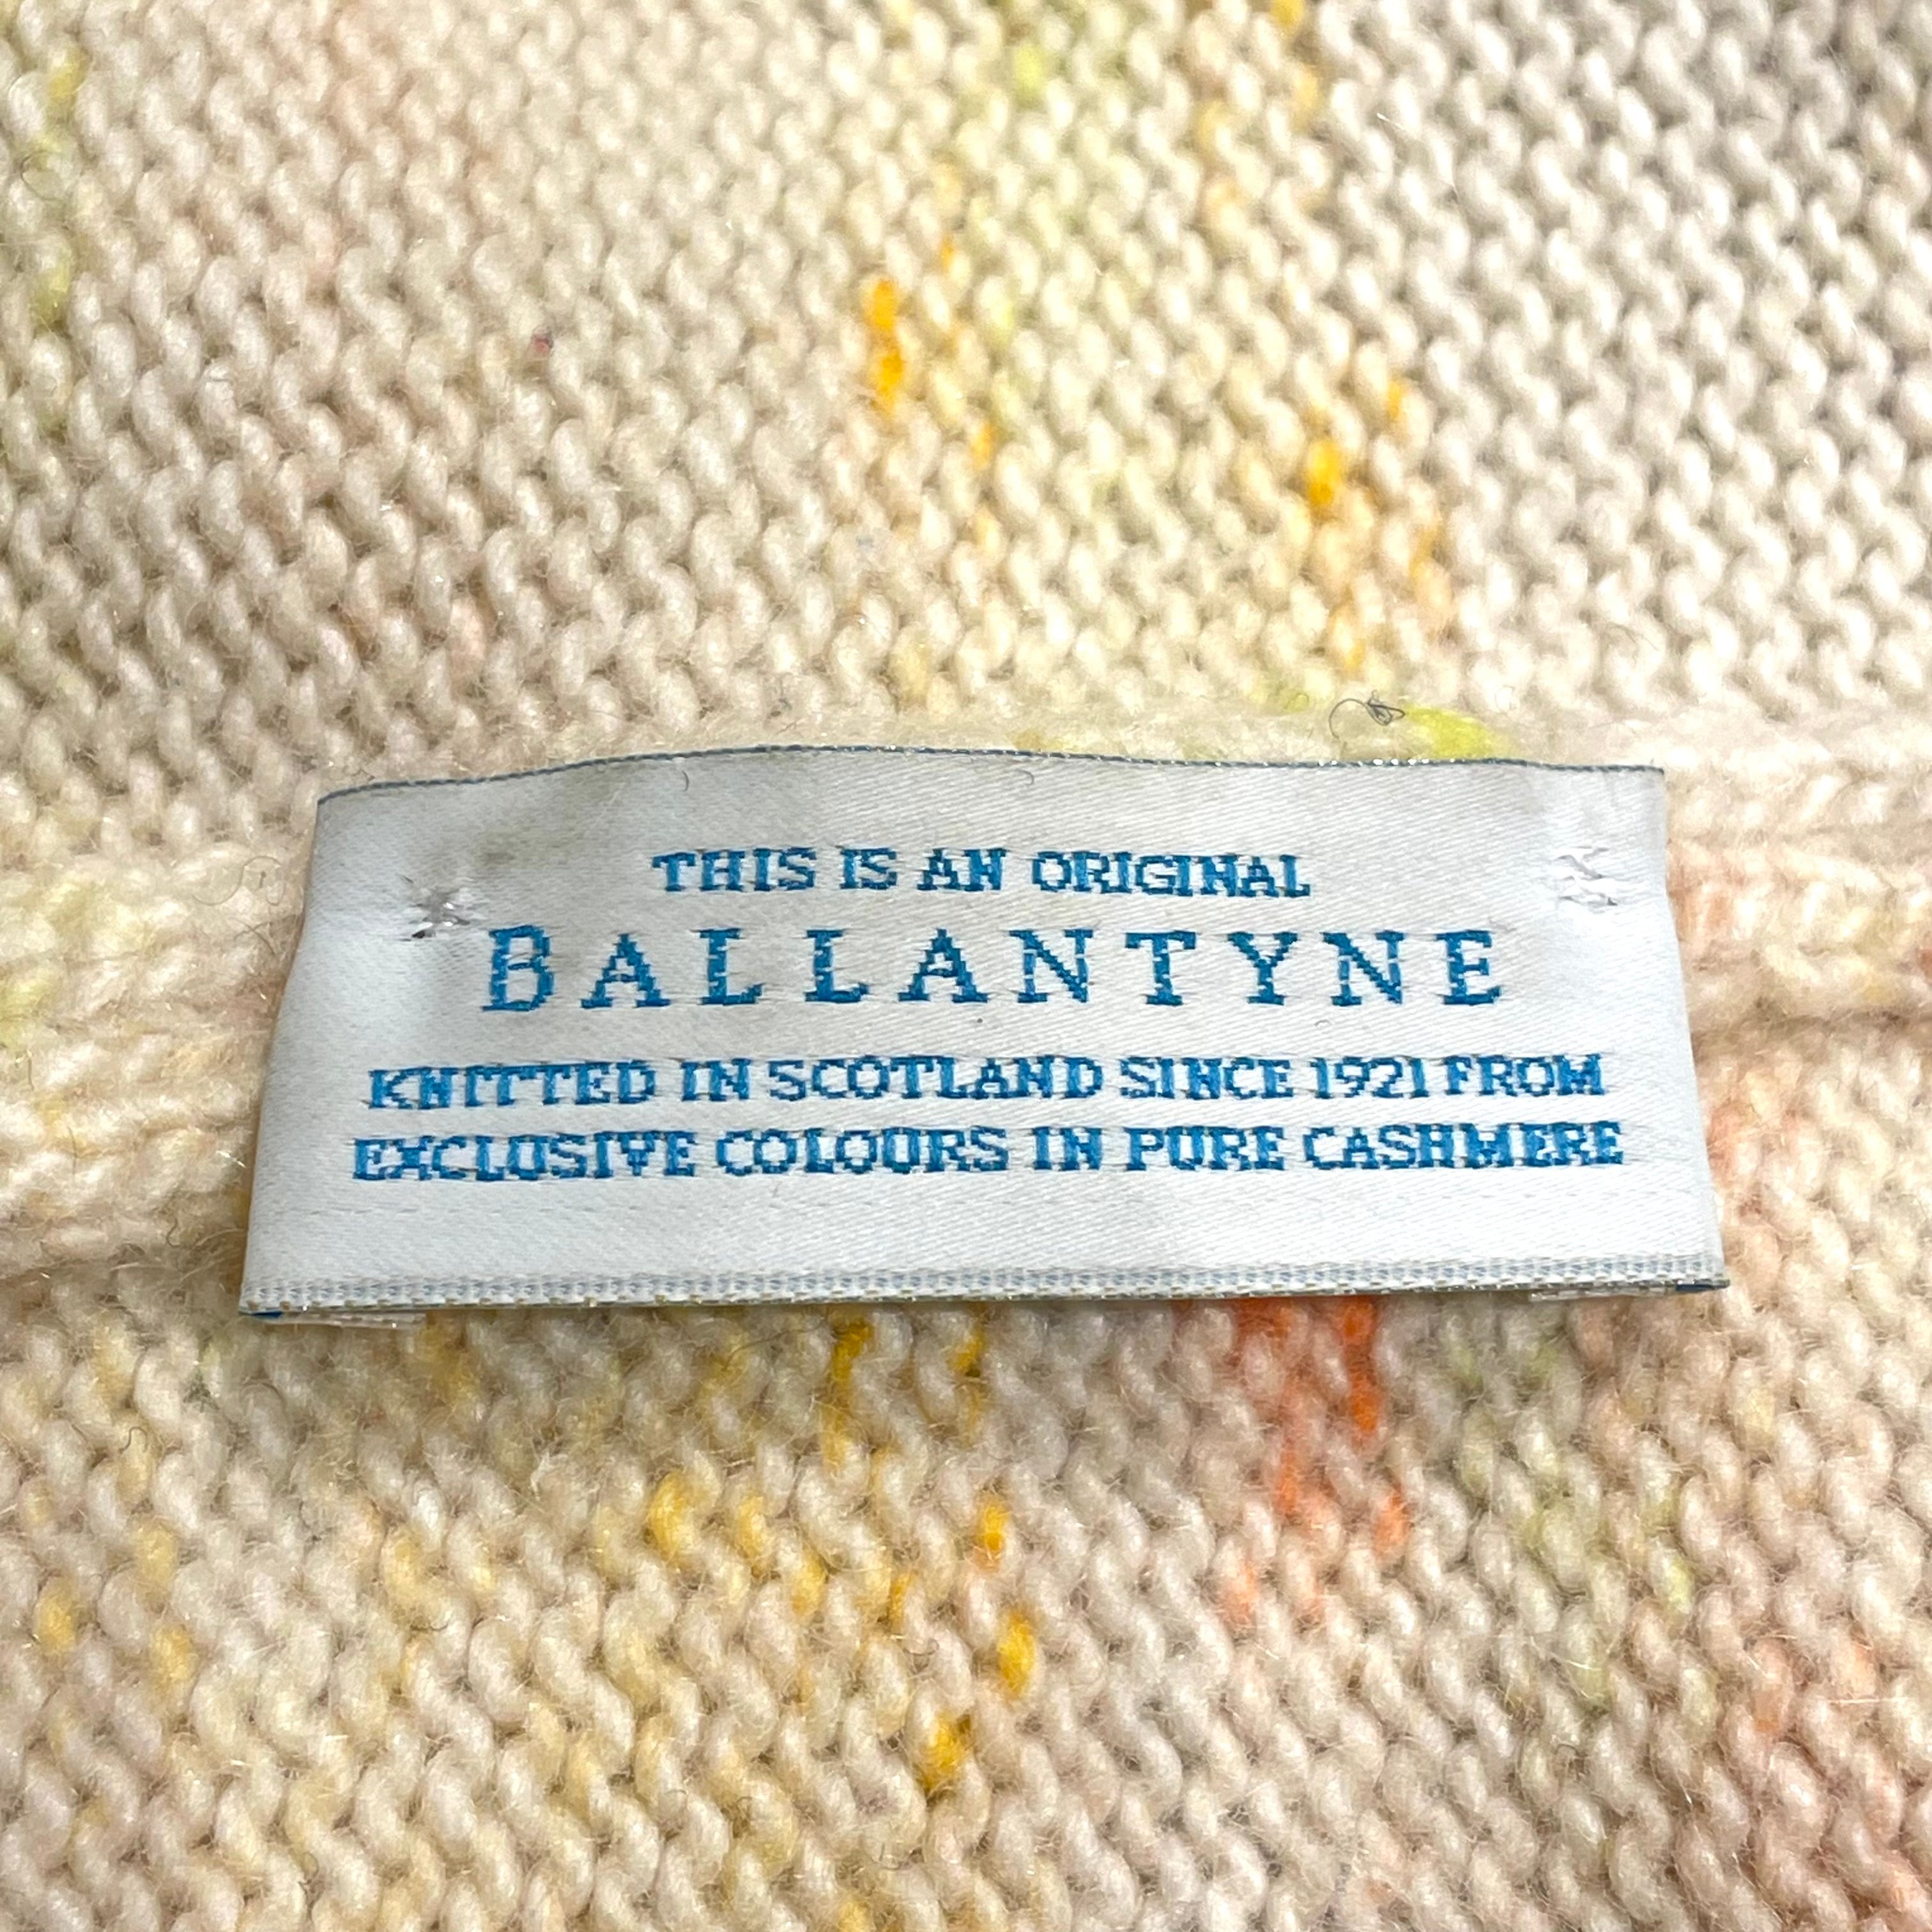 THIS IS AN ORIGINAL
BALLANTYNE
KNITTED IN SCOTLAND SINCE 1921 FROM
EXCLUSIVE COLOURS IN PURE CASHMERE